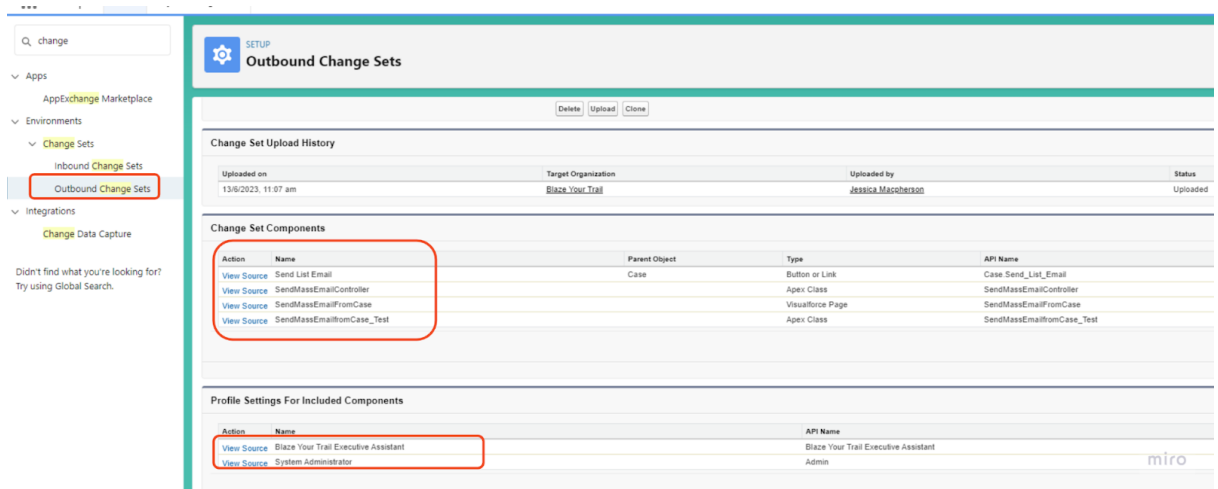 change
Apps
AppExchange Marketplace
Environments
Change Sets
Inbound Change Sets
Outbound Change Sets
Integrations
Change Data Capture
Didn't find what you're looking for?
Try using Global Search.
SETUP
Outbound Change Sets
Delete Upload Clone
Change Set Upload History
Uploaded on Target Organization Uploaded by Status
13/6/2023, 11:07 am Blaze Your Trail Jessica Macpherson Uploaded
Change Set Components
Action Name Parent Object Type API Name
View Source Send List Email Case Button or Link Case.Send_List_Email
View Source SendMassEmailController Apex Class SendMassEmailController
View Source SendMassEmailFromCase Visualforce Page SendMassEmailFromCase
View Source SendMassEmailfromCase_Test Apex Class SendMassEmailfromCase_Test
Profile Settings For Included Components
Action Name API Name
View Source Blaze Your Trail Executive Assistant Blaze Your Trail Executive Assistant
View Source System Administrator Admin
miro